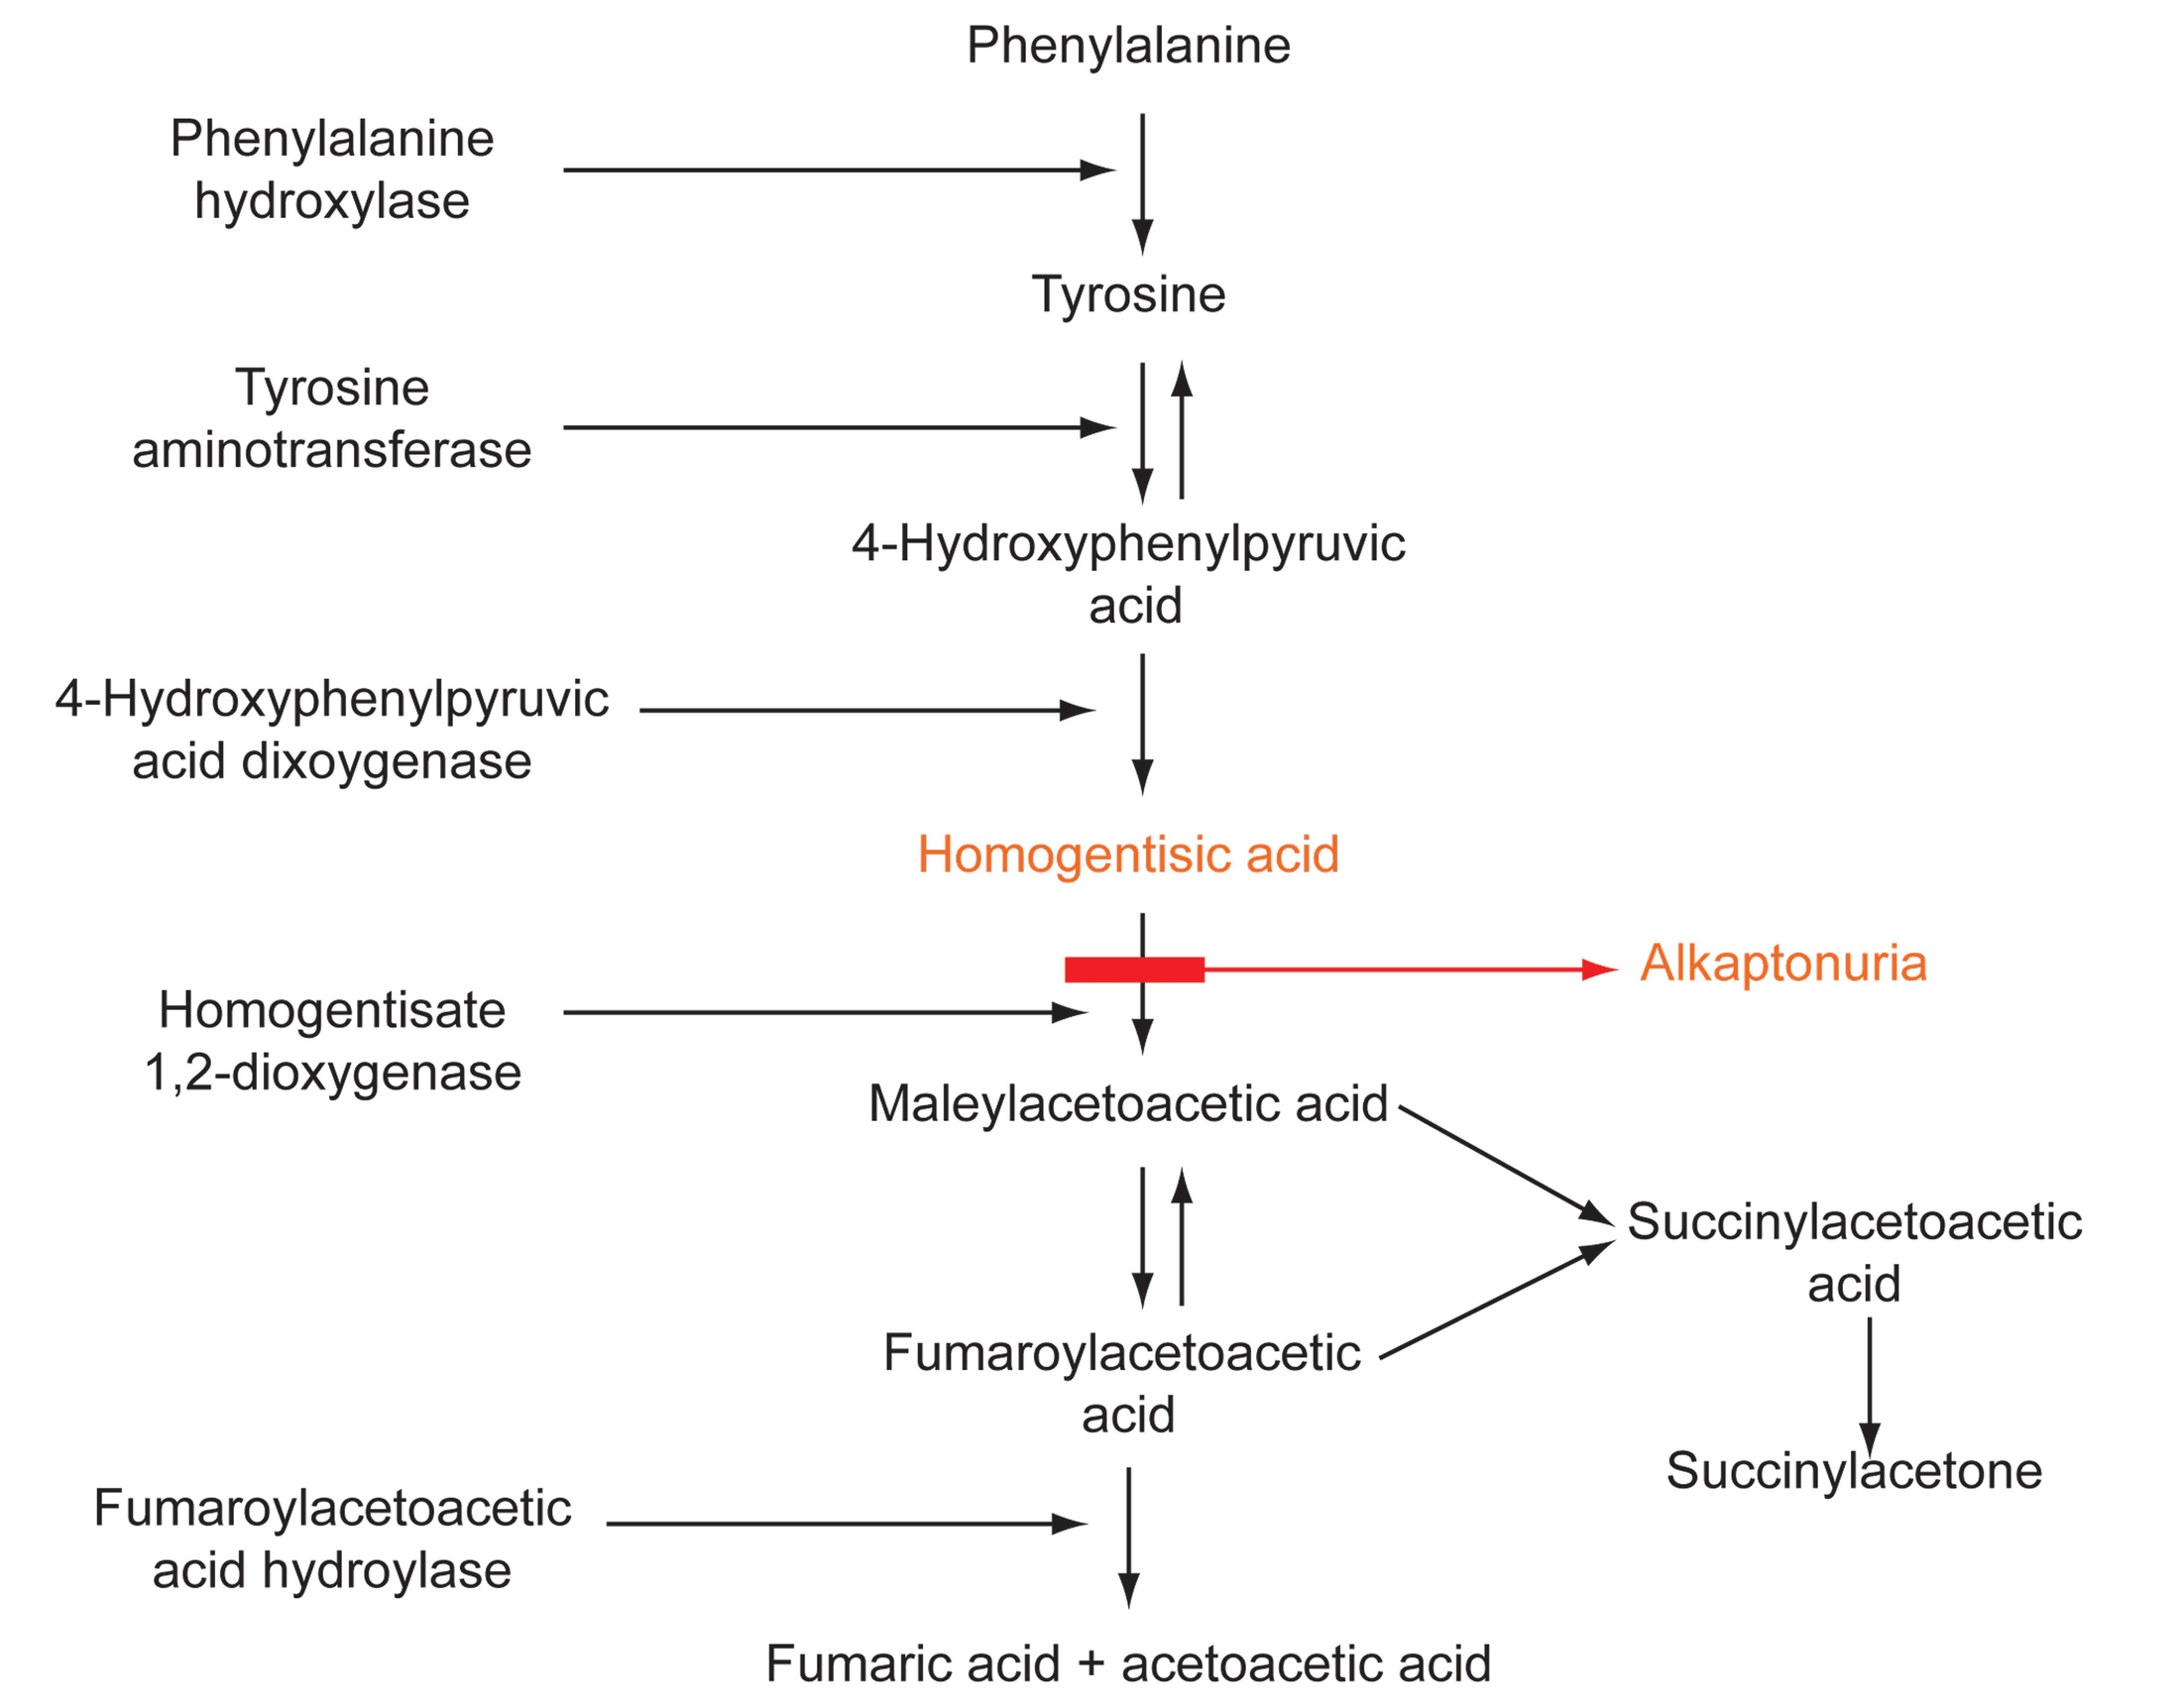 Phenylalanine
Phenylalanine
hydroxylase
Tyrosine
Tyrosine
aminotransferase
4-Hydroxyphenylpyruvic
acid
4-Hydroxyphenylpyruvic
acid dixoygenase
Homogentisic acid
Alkaptonuria
Homogentisate
1,2-dioxygenase
Maleylacetoacetic acid
Succinylacetoacetic
acid
Fumaroylacetoacetic
acid
Succinylacetone
Fumaroylacetoacetic
acid hydroylase
Fumaric acid + acetoacetic acid